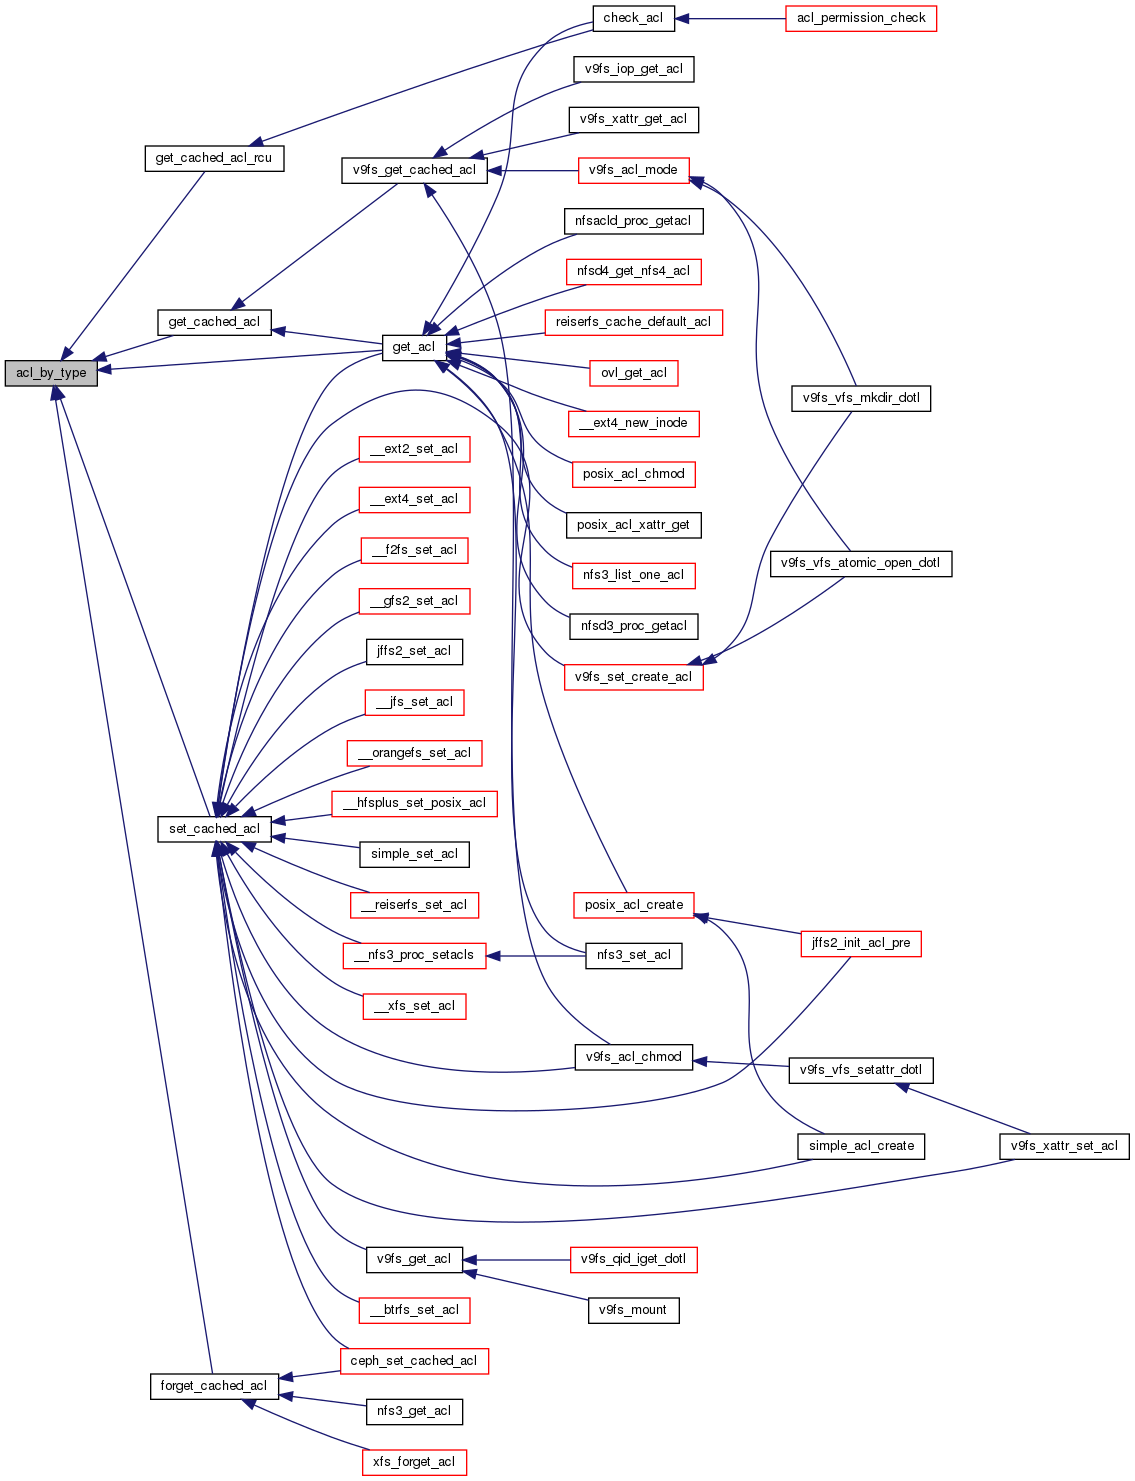 check_acl
acl_permission_check
v9fs_iop_get_acl
v9fs_xattr_get_acl
get_cached_acl_rcu
v9fs_get_cached_acl
v9fs_acl_mode
nfsacld_proc_getacl
nfsd4_get_nfs4_acl
get_cached_acl
reiserfs_cache_default_acl
get_acl
acl_by_type
ovl_get_acl
v9fs_vfs_mkdir_dotl
__ext4_new_inode
__ext2_set_acl
posix_acl_chmod
__ext4_set_acl
posix_acl_xattr_get
__f2fs_set_acl
v9fs_vfs_atomic_open_dotl
nfs3_list_one_acl
__gfs2_set_acl
nfsd3_proc_getacl
jffs2_set_acl
v9fs_set_create_acl
__jfs_set_acl
__orangefs_set_acl
__hfsplus_set_posix_acl
set_cached_acl
simple_set_acl
__reiserfs_set_acl
posix_acl_create
jffs2_init_acl_pre
__nfs3_proc_setacls
nfs3_set_acl
__xfs_set_acl
v9fs_acl_chmod
v9fs_vfs_setattr_dotl
simple_acl_create
v9fs_xattr_set_acl
v9fs_get_acl
v9fs_qid_iget_dotl
__btrfs_set_acl
v9fs_mount
ceph_set_cached_acl
forget_cached_acl
nfs3_get_acl
xfs_forget_acl